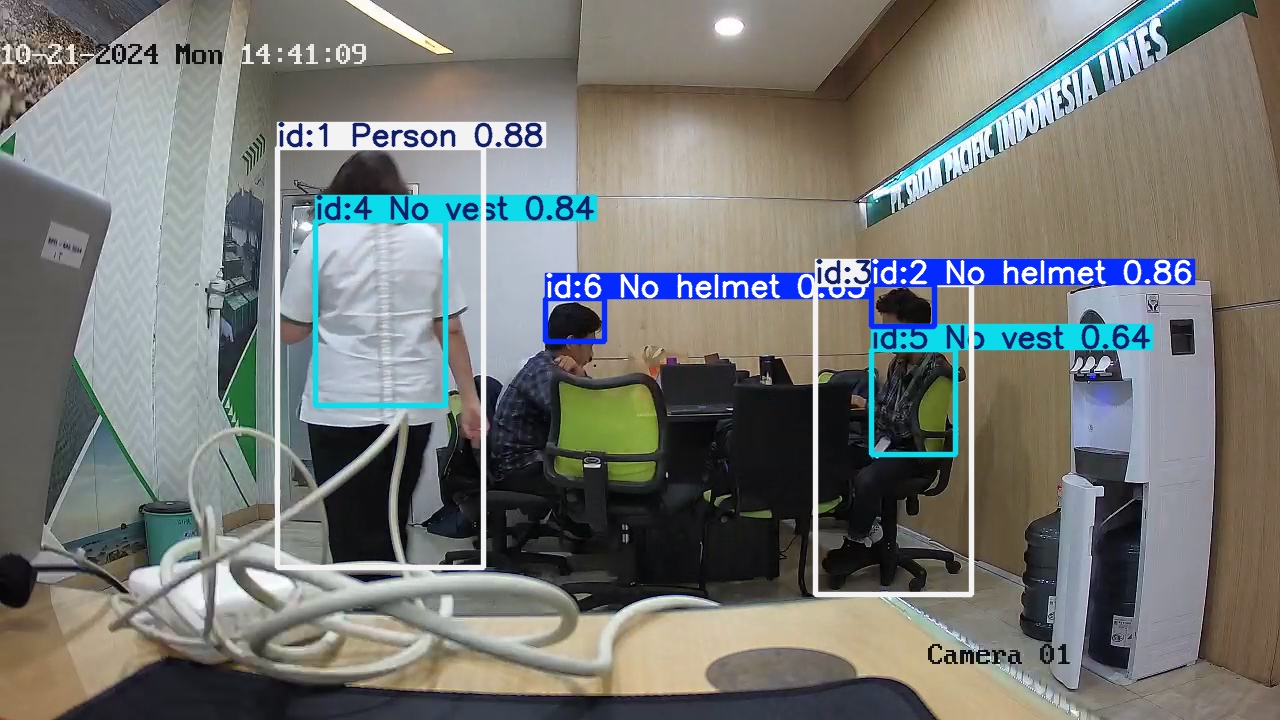 10-21-2024 Mon 14:41:09
PT. SALAM PACIFIC INDONESIA LINES
id:1 Person 0.88
id:4 No vest 0.84
id:6 No helmet 0.65
id:3
id:2 No helmet 0.86
id:5 No vest 0.64
Camera 01